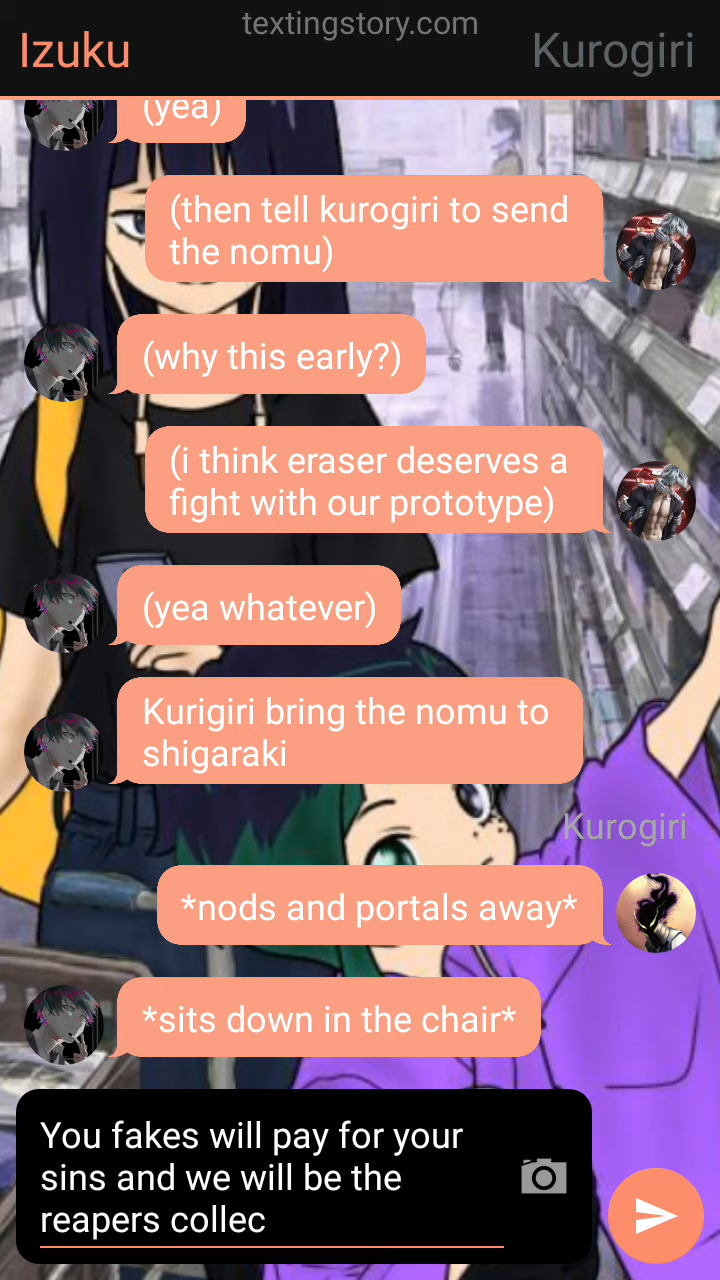 textingstory.com
Izuku
Kurogiri
(yea)
(then tell kurogiri to send
the nomu)
(why this early?)
(i think eraser deserves a
fight with our prototype)
(yea whatever)
Kurigiri bring the nomu to
shigaraki
Kurogiri
*nods and portals away*
*sits down in the chair*
You fakes will pay for your
sins and we will be the
reapers collec